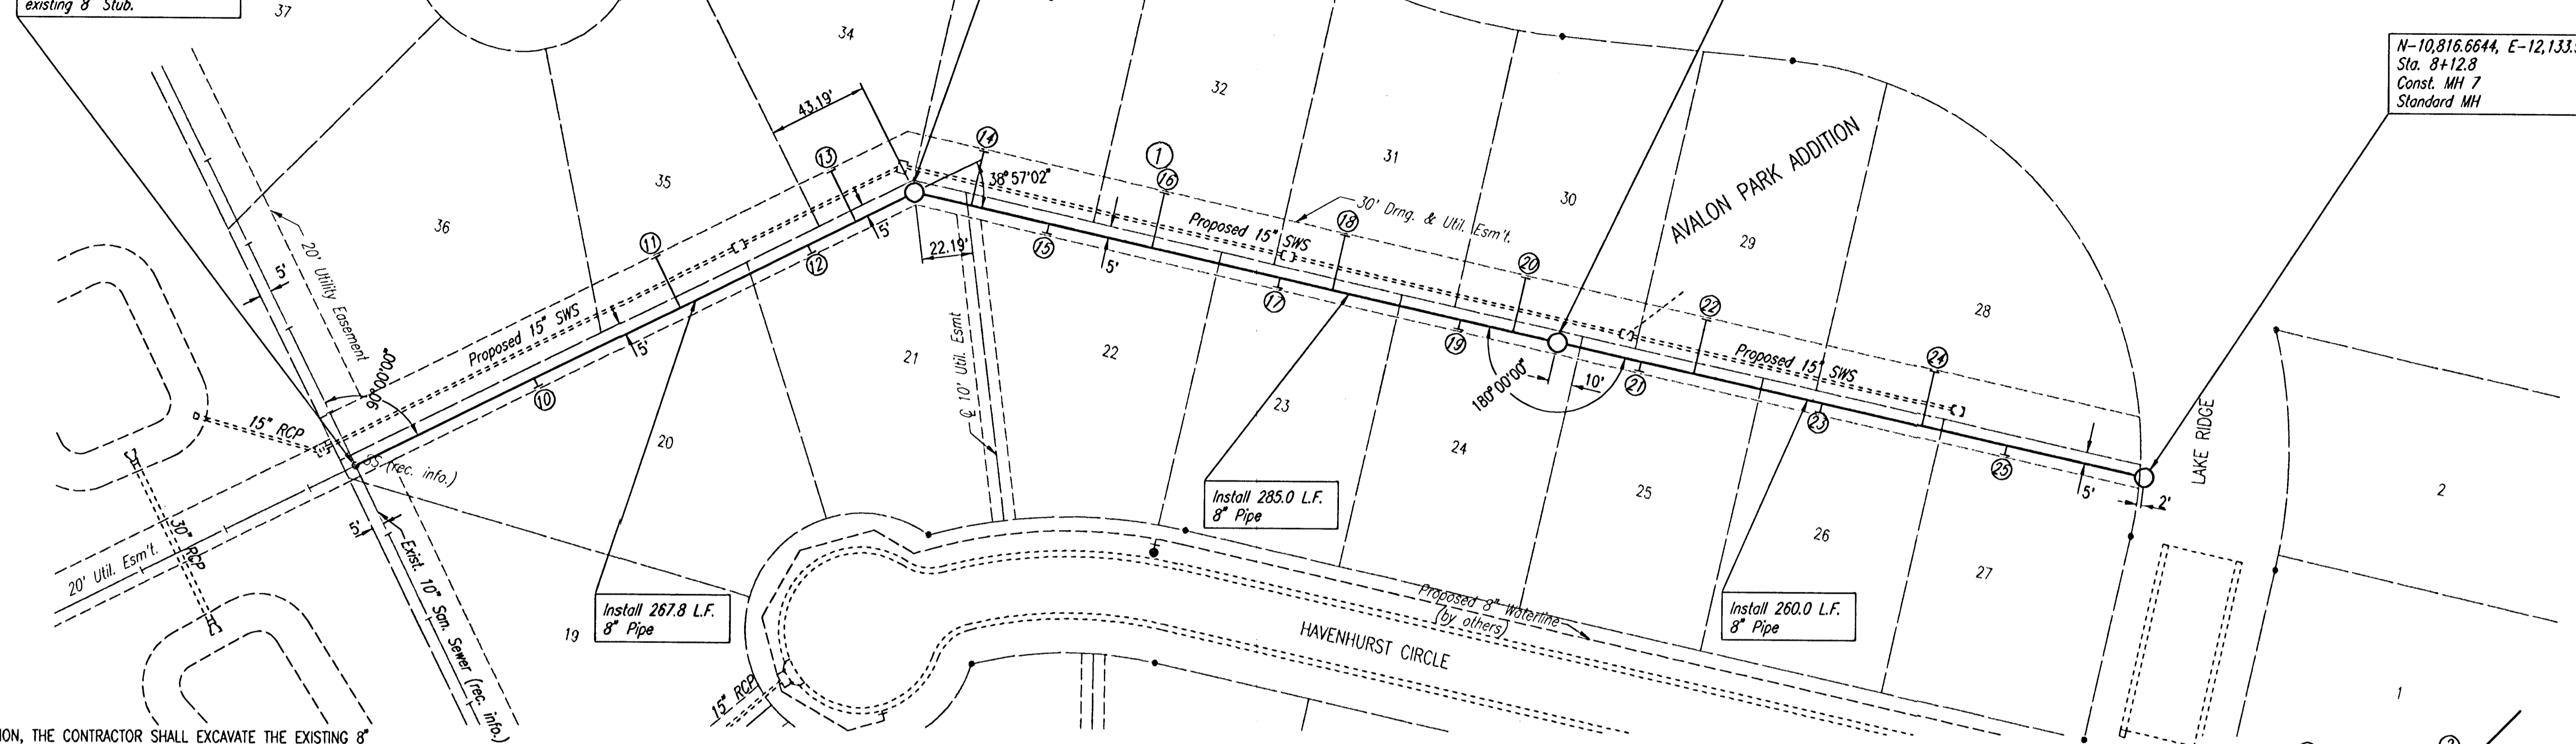 existing 8" Stub.
37
34
N-10,816.6644, E-12,133.
Sta. 8+12.8
Const. MH 7
Standard MH
43.19'
32
31
30
29
28
AVALON PARK ADDITION
14
13
1
16
38°57'02"
35
36
30' Drng. & Util. Esm't.
Proposed 15" SWS
18
20
22
24
11
12
5'
22.19'
15
5'
17
19
20' Utility Easement
5'
Proposed 15" SWS
5'
90°00'00"
10
21
22
₵ 10' Util. Esmt
23
180°00'00"
10'
21
Proposed 15" SWS
23
25
5'
2'
LAKE RIDGE
2
15" RCP
SS (rec. info.)
20
24
25
26
27
Install 285.0 L.F.
8" Pipe
30" RCP
20' Util. Esm't.
5'
Exist. 10" San. Sewer (rec. info.)
Install 267.8 L.F.
8" Pipe
19
Install 260.0 L.F.
8" Pipe
Proposed 8" Waterline
(by others)
HAVENHURST CIRCLE
15" RCP
1
ION, THE CONTRACTOR SHALL EXCAVATE THE EXISTING 8"